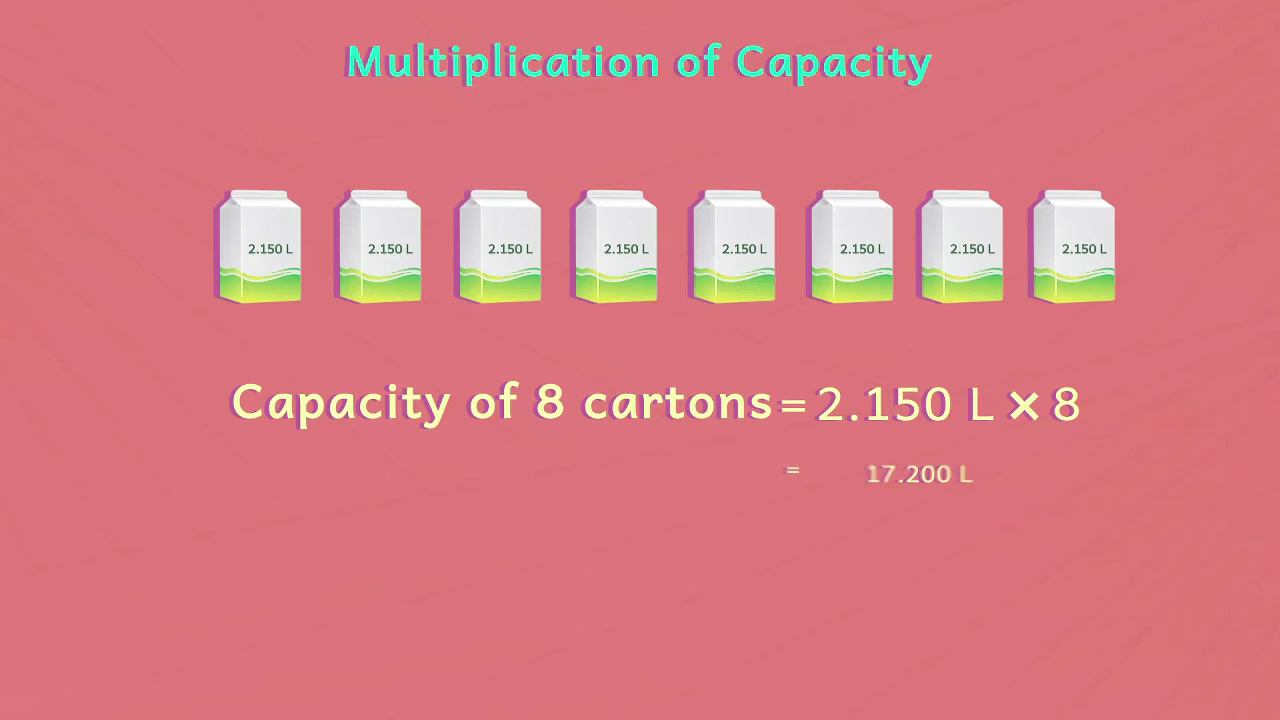 Multiplication of Capacity
2.150 L 2.150 L 2.150 L 2.150 L 2.150 L 2.150 L 2.150 L 2.150 L
Capacity of 8 cartons = 2.150 L × 8
= 17.200 L